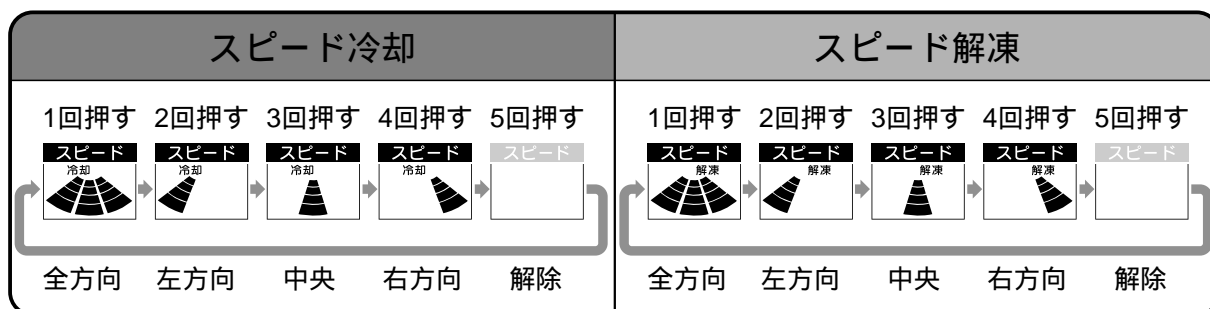 スピード冷却
1回押す 2回押す 3回押す 4回押す 5回押す
スピード スピード スピード スピード スピード
冷却 冷却 冷却 冷却
全方向 左方向 中央 右方向 解除
スピード解凍
1回押す 2回押す 3回押す 4回押す 5回押す
スピード スピード スピード スピード スピード
解凍 解凍 解凍 解凍
全方向 左方向 中央 右方向 解除